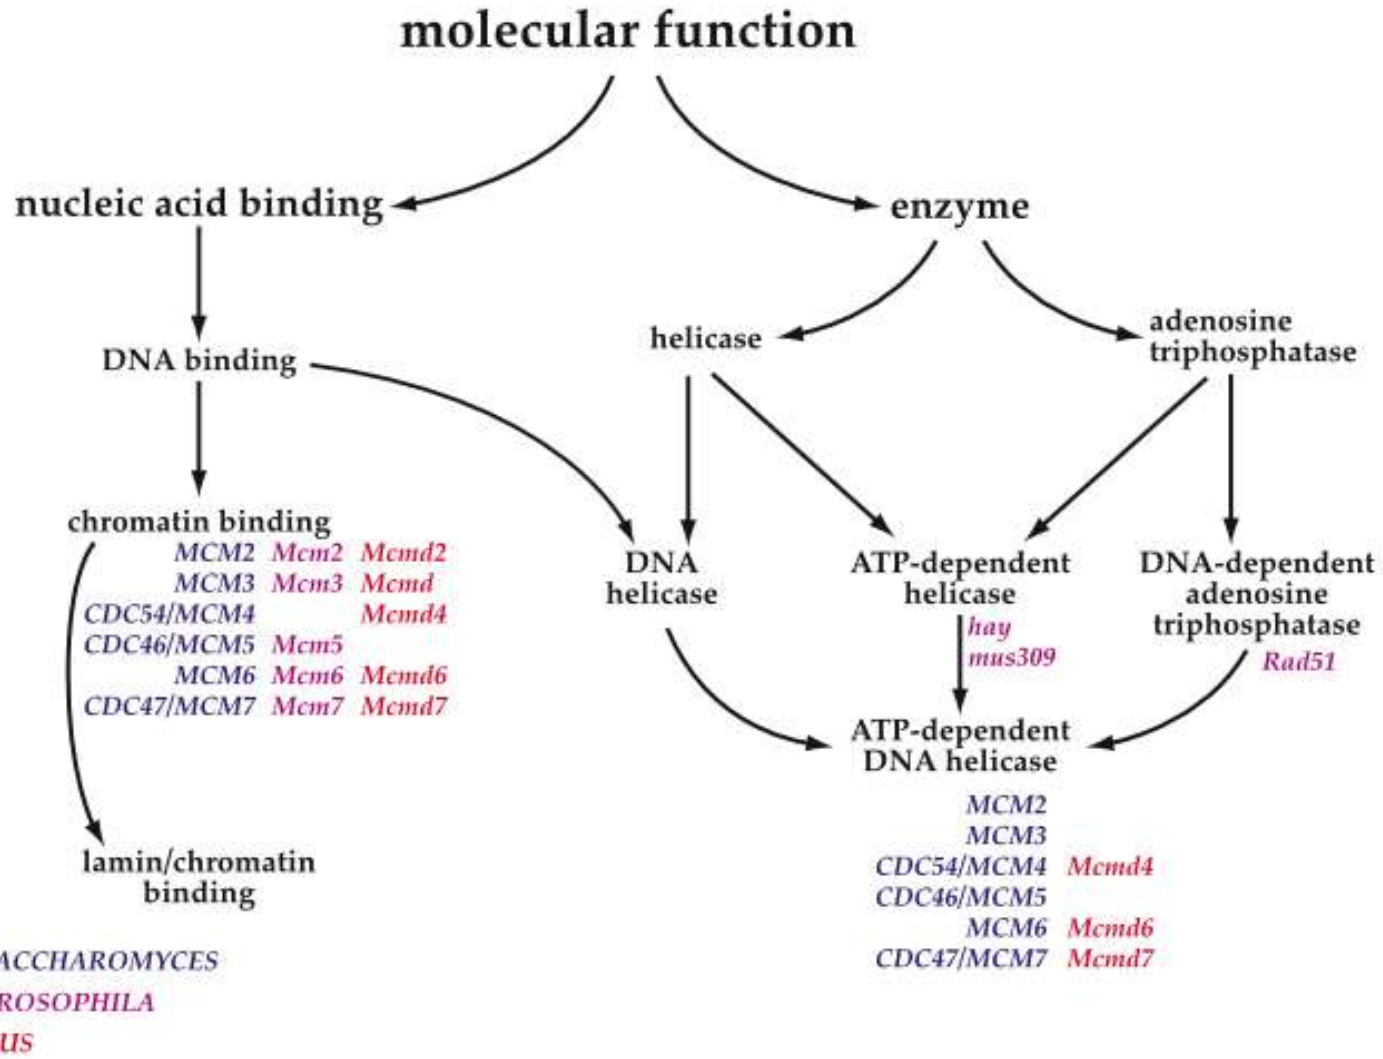 molecular function
nucleic acid binding
enzyme
helicase
adenosine
triphosphatase
DNA binding
chromatin binding
MCM2 Mcm2 Mcmd2
MCM3 Mcm3 Mcmd
CDC54/MCM4 Mcmd4
CDC46/MCM5 Mcm5
MCM6 Mcm6 Mcmd6
CDC47/MCM7 Mcm7 Mcmd7
DNA
helicase
ATP-dependent
helicase
hay
mus309
DNA-dependent
adenosine
triphosphatase
Rad51
ATP-dependent
DNA helicase
MCM2
MCM3
CDC54/MCM4 Mcmd4
CDC46/MCM5
MCM6 Mcmd6
CDC47/MCM7 Mcmd7
lamin/chromatin
binding
ACCHAROMYCES
ROSOPHILA
US